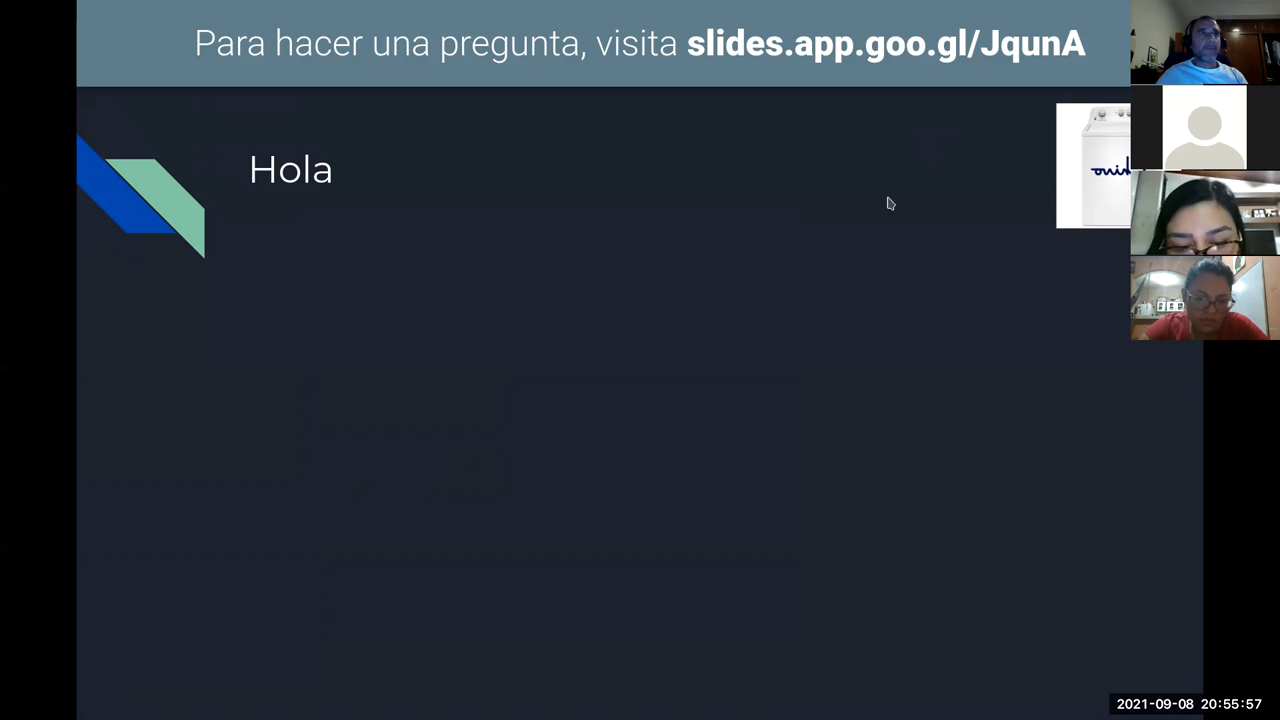 Para hacer una pregunta, visita slides.app.goo.gl/JqunA
Hola
2021-09-08 20:55:57